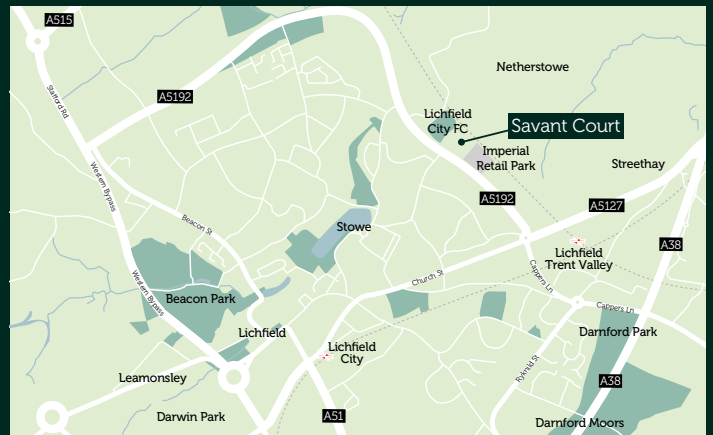 A515
Netherstowe
Stafford Rd
A5192
Lichfield
City FC
Savant Court
Imperial
Retail Park
Streethay
Western Bypass
A5192
A5127
Beacon St
Stowe
A38
Lichfield
Trent Valley
Church St
Cappers Ln
Western Bypass
Beacon Park
Cappers Ln
Lichfield
Darnford Park
Lichfield
City
Ryknild St
Leamonsley
A38
Darwin Park
A51
Darnford Moors